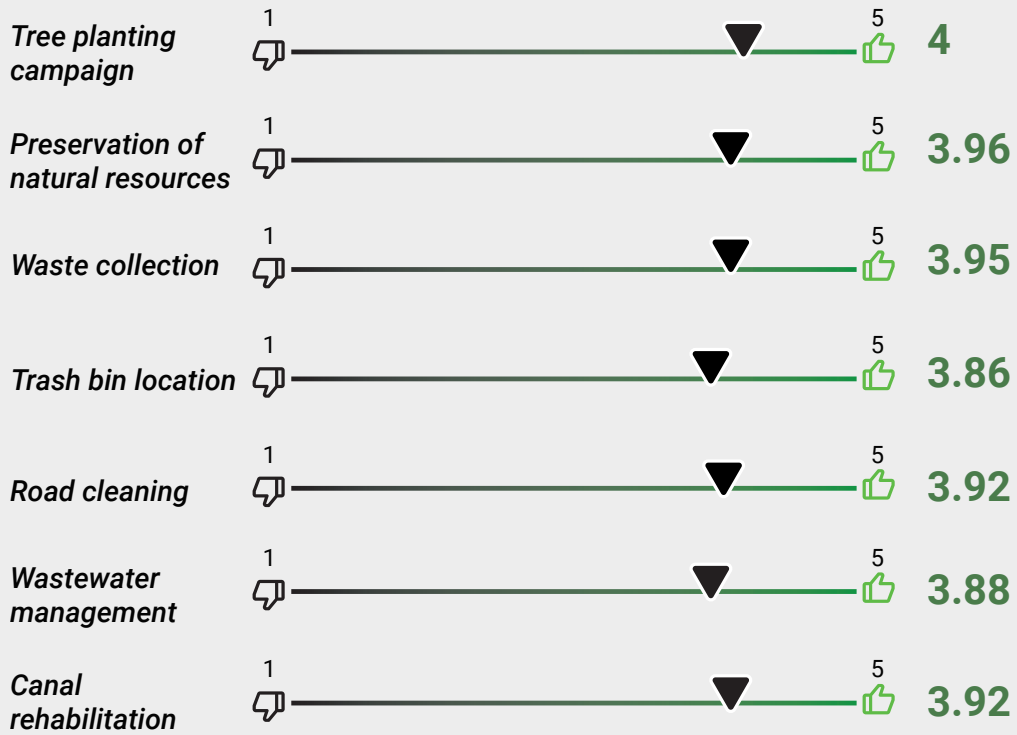 1
5
Tree planting
campaign
4
1
5
Preservation of
natural resources
3.96
1
5
Waste collection
3.95
1
5
Trash bin location
3.86
1
5
Road cleaning
3.92
1
5
Wastewater
management
3.88
1
5
Canal
rehabilitation
3.92